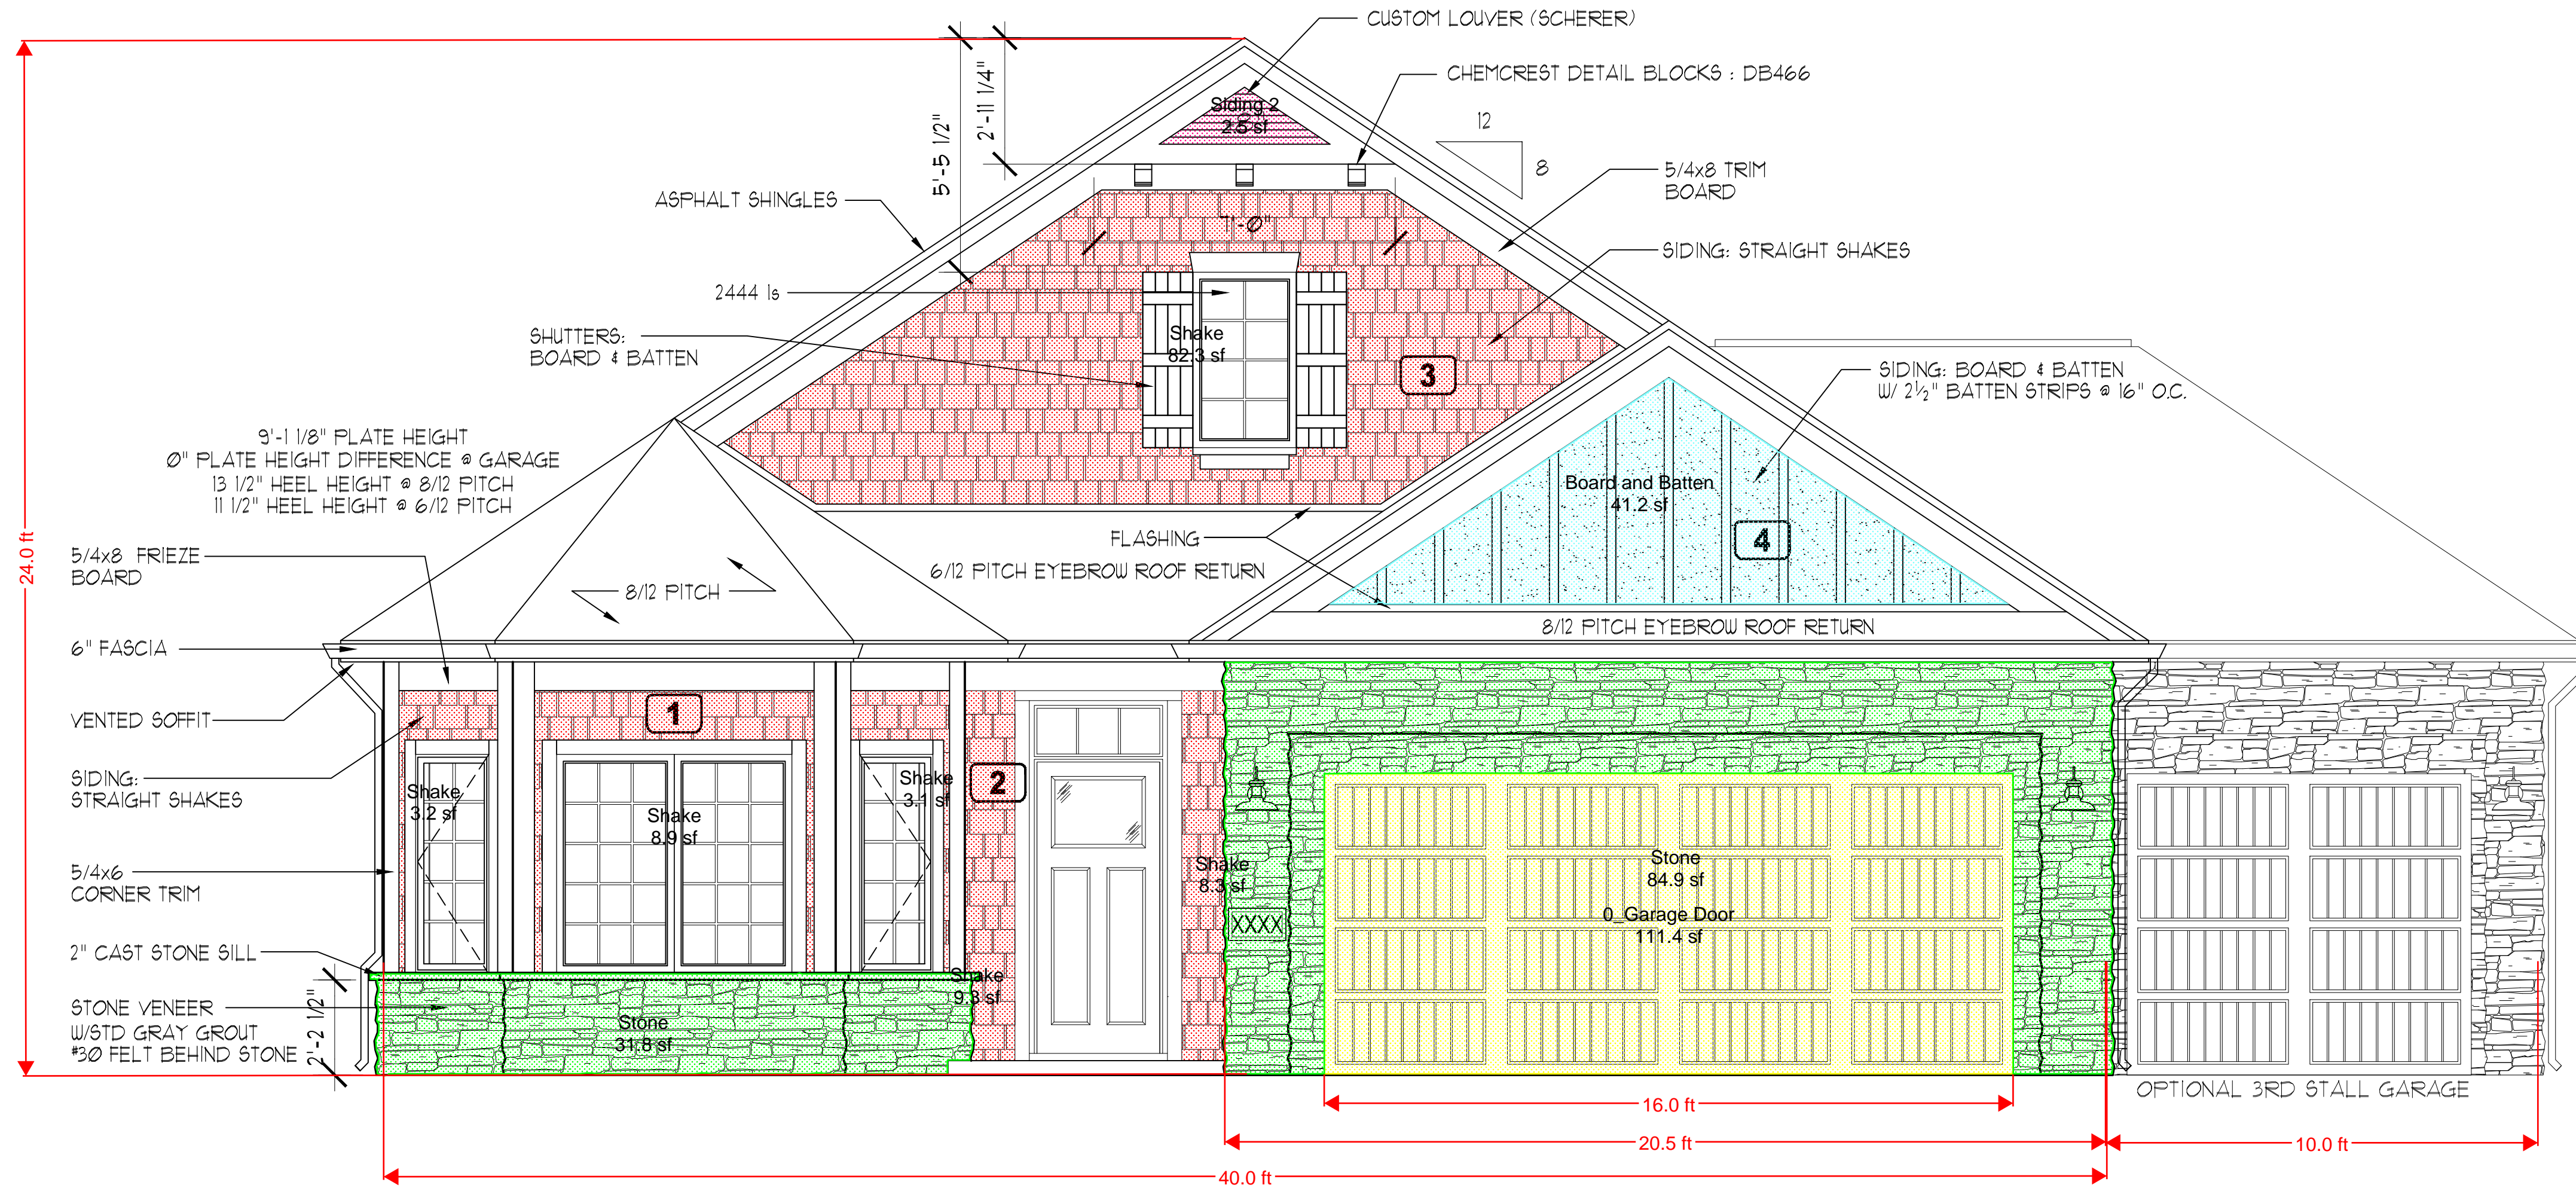 CUSTOM LOUVER (SCHERER)
CHEMCREST DETAIL BLOCKS : DB466
2'-11 1/4"
5'-5 1/2"
Siding 2
2.5 sf
12
8
5/4x8 TRIM
BOARD
ASPHALT SHINGLES
7'-0"
SIDING: STRAIGHT SHAKES
2444 1s
SHUTTERS:
BOARD & BATTEN
Shake
82.3 sf
3
SIDING: BOARD & BATTEN
W/ 2½" BATTEN STRIPS @ 16" O.C.
9'-1 1/8" PLATE HEIGHT
0" PLATE HEIGHT DIFFERENCE @ GARAGE
13 1/2" HEEL HEIGHT @ 8/12 PITCH
11 1/2" HEEL HEIGHT @ 6/12 PITCH
Board and Batten
41.2 sf
4
24.0 ft
5/4x8 FRIEZE
BOARD
FLASHING
6/12 PITCH EYEBROW ROOF RETURN
8/12 PITCH
8/12 PITCH EYEBROW ROOF RETURN
6" FASCIA
VENTED SOFFIT
1
SIDING:
STRAIGHT SHAKES
Shake
3.2 sf
Shake
8.9 sf
Shake
3.1 sf
2
5/4x6
CORNER TRIM
Shake
8.3 sf
Stone
84.9 sf
0_Garage Door
111.4 sf
XXXX
2" CAST STONE SILL
Shake
9.3 sf
STONE VENEER
W/STD GRAY GROUT
#30 FELT BEHIND STONE
2'-2 1/2"
Stone
31.8 sf
OPTIONAL 3RD STALL GARAGE
16.0 ft
20.5 ft
10.0 ft
40.0 ft